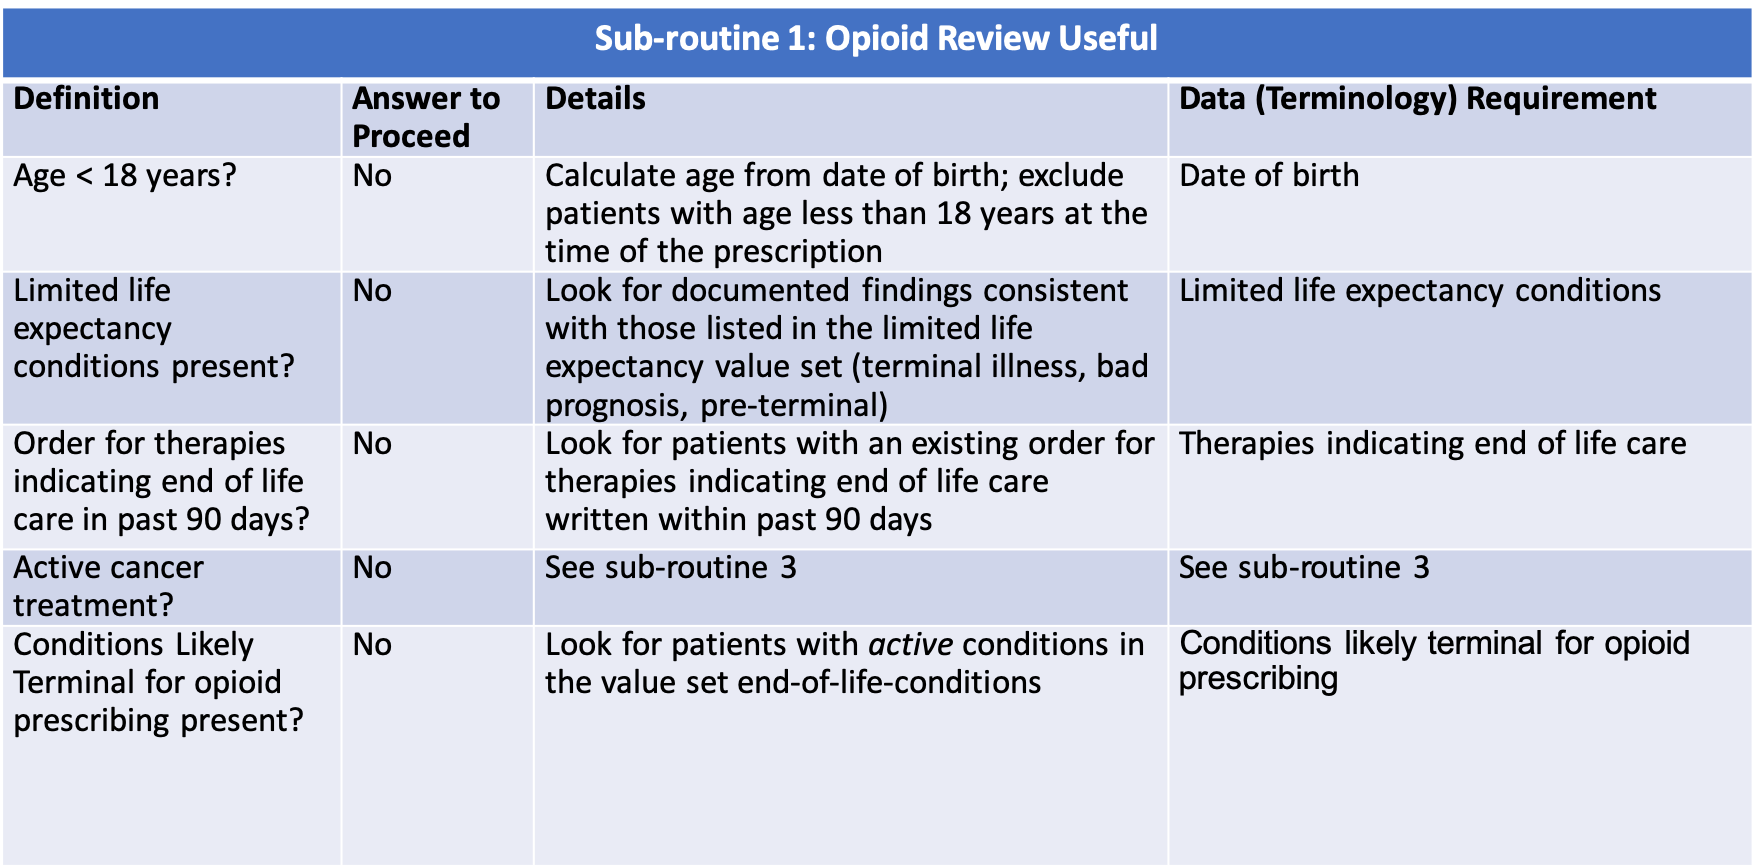 Sub-routine 1: Opioid Review Useful
Definition
Answer to
Proceed
Details
Data (Terminology) Requirement
Age < 18 years?
No
Calculate age from date of birth; exclude
patients with age less than 18 years at the
time of the prescription
Date of birth
Limited life
expectancy
conditions present?
No
Look for documented findings consistent
with those listed in the limited life
expectancy value set (terminal illness, bad
prognosis, pre-terminal)
Limited life expectancy conditions
Order for therapies
indicating end of life
care in past 90 days?
No
Look for patients with an existing order for
therapies indicating end of life care
written within past 90 days
Therapies indicating end of life care
Active cancer
treatment?
No
See sub-routine 3
See sub-routine 3
Conditions Likely
Terminal for opioid
prescribing present?
No
Look for patients with active conditions in
the value set end-of-life-conditions
Conditions likely terminal for opioid
prescribing